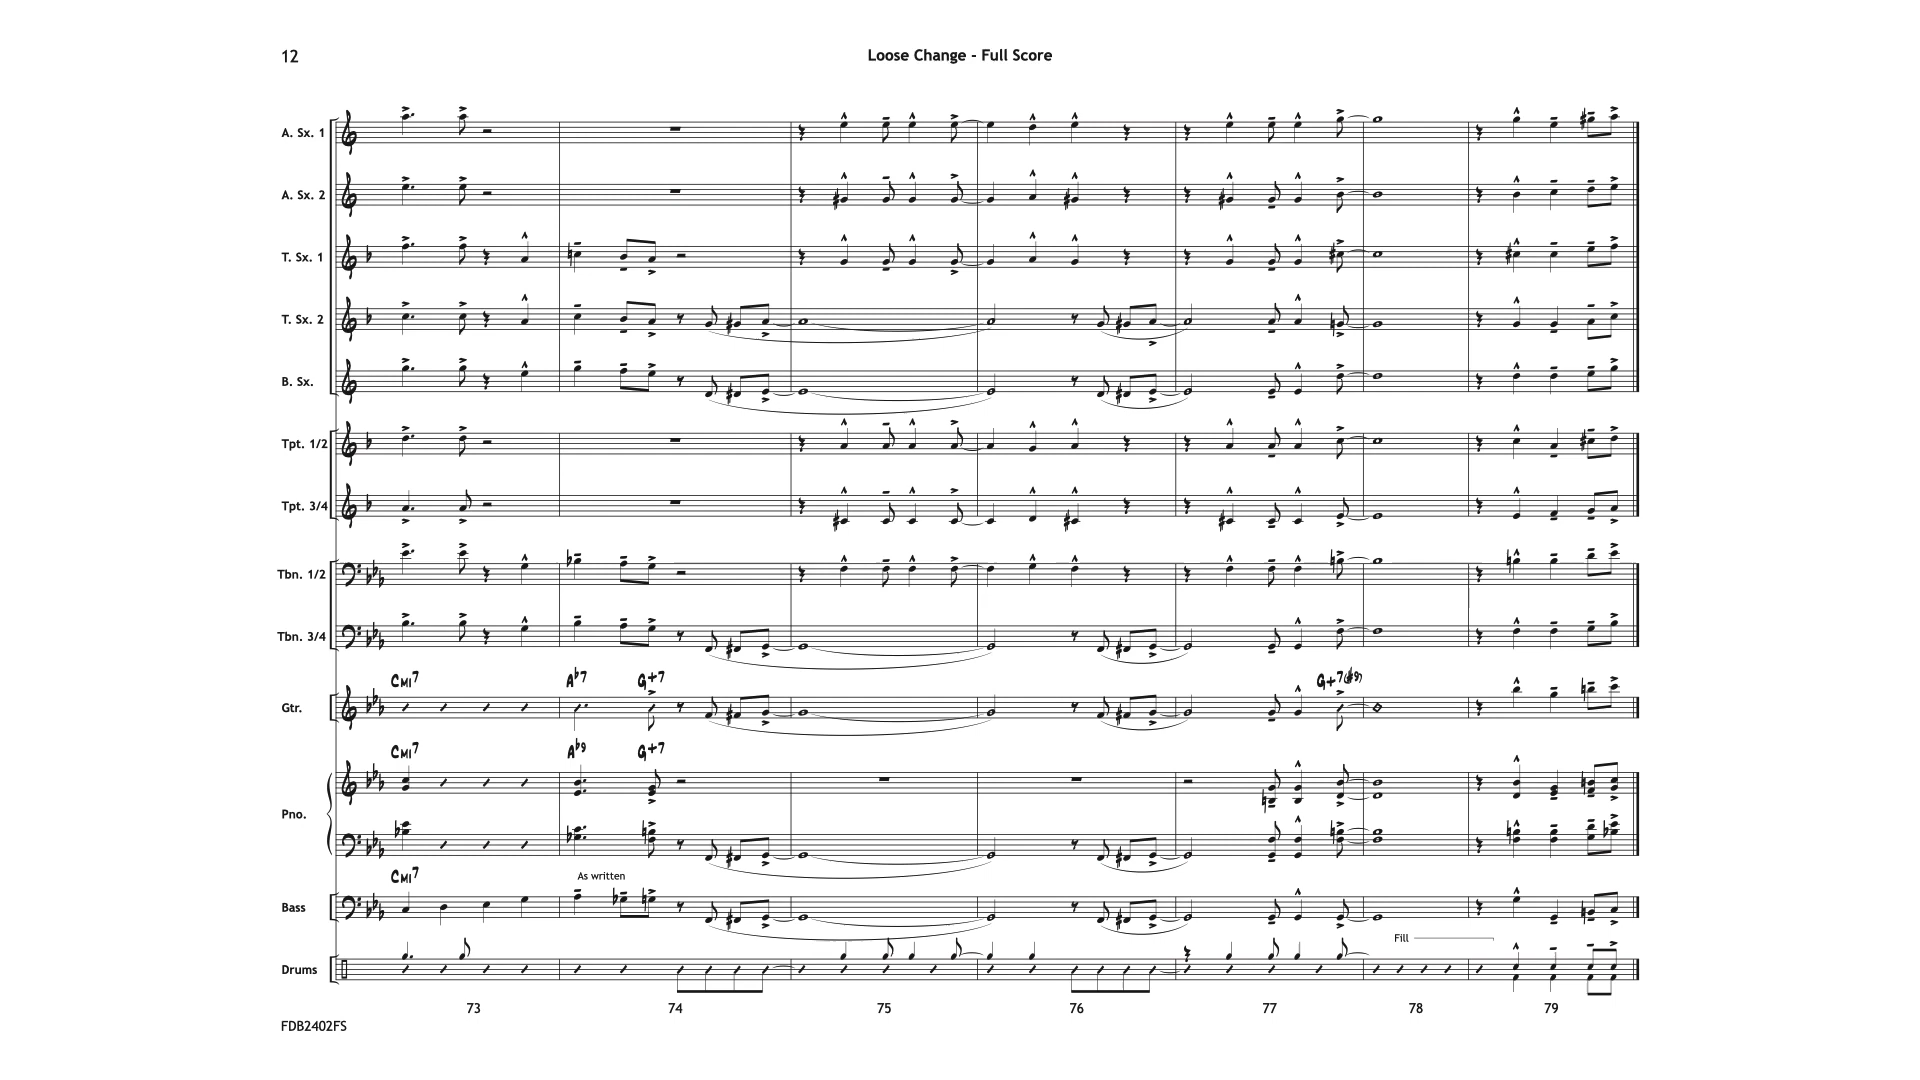 12
Loose Change - Full Score
A. Sx. 1
A. Sx. 2
T. Sx. 1
T. Sx. 2
B. Sx.
Tpt. 1/2
Tpt. 3/4
Tbn. 1/2
Tbn. 3/4
CMI7 A♭7 G+7 G+7(♯9)
Gtr.
CMI7 A♭9 G+7
Pno.
CMI7 As written
Bass
Fill
Drums
73 74 75 76 77 78 79
FDB2402FS